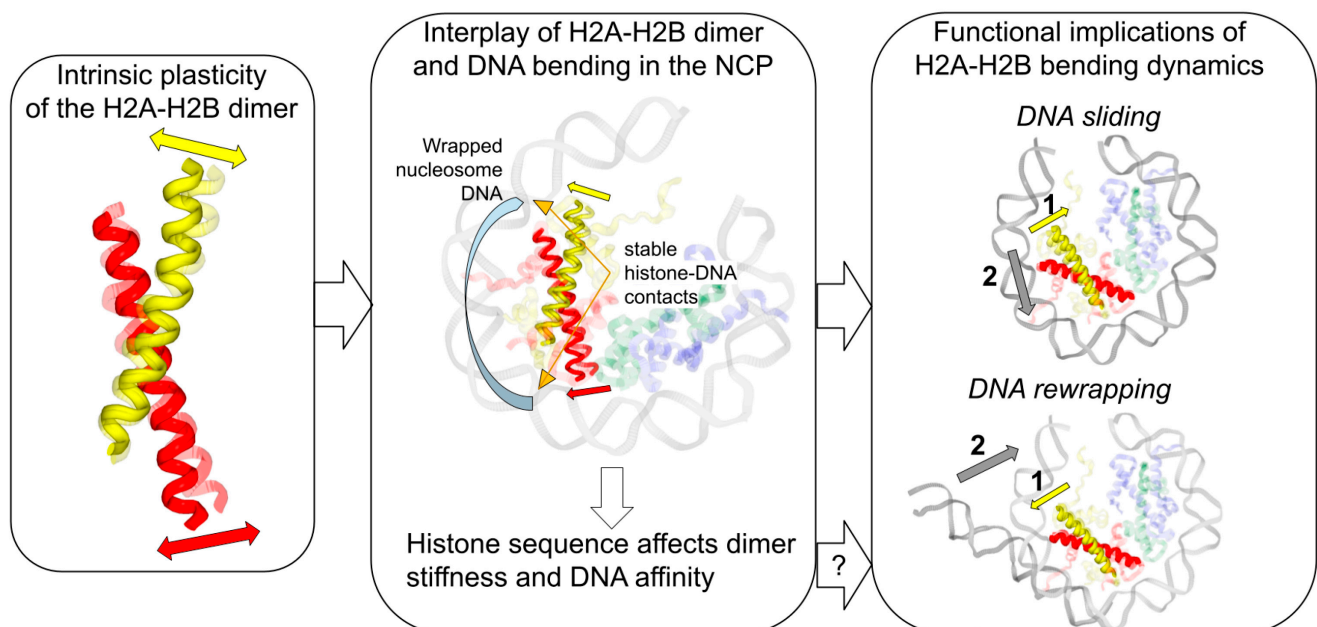 Intrinsic plasticity
of the H2A-H2B dimer
Interplay of H2A-H2B dimer
and DNA bending in the NCP
Wrapped
nucleosome
DNA
stable
histone-DNA
contacts
Histone sequence affects dimer
stiffness and DNA affinity
?
Functional implications of
H2A-H2B bending dynamics
DNA sliding
1
2
DNA rewrapping
2
1